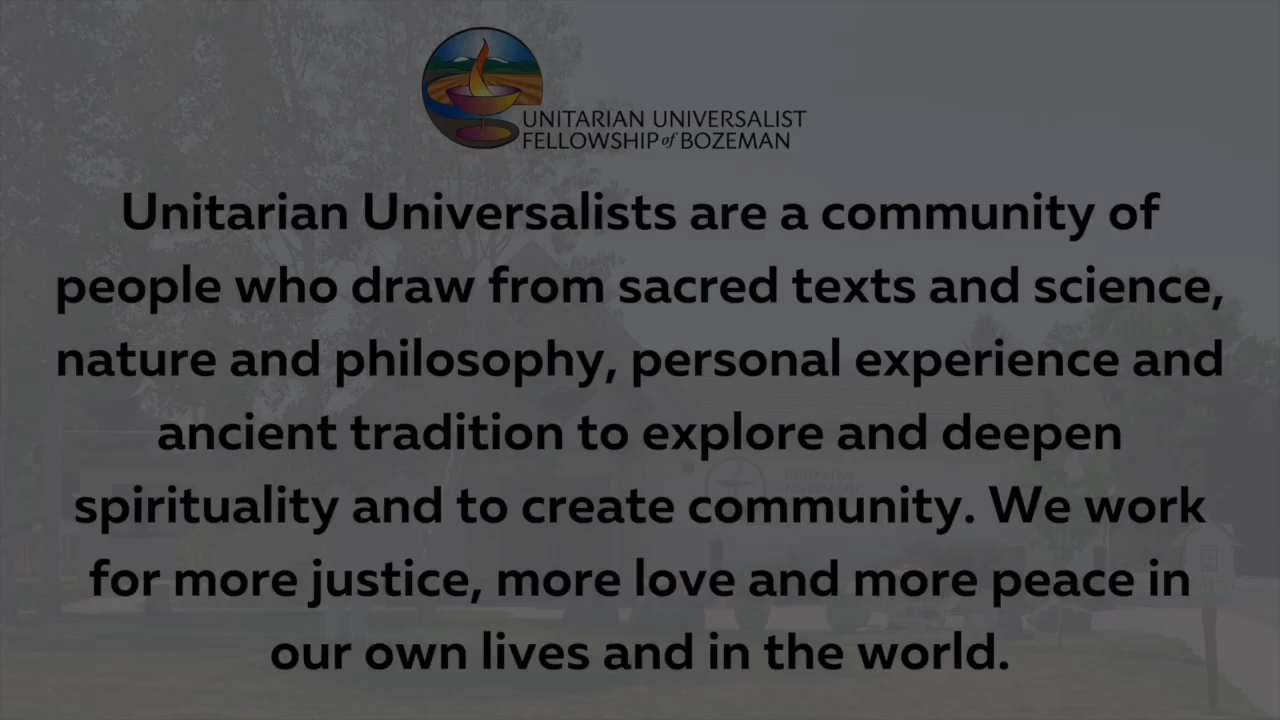 UNITARIAN UNIVERSALIST
FELLOWSHIP of BOZEMAN
Unitarian Universalists are a community of
people who draw from sacred texts and science,
nature and philosophy, personal experience and
ancient tradition to explore and deepen
spirituality and to create community. We work
for more justice, more love and more peace in
our own lives and in the world.
UNITARIAN